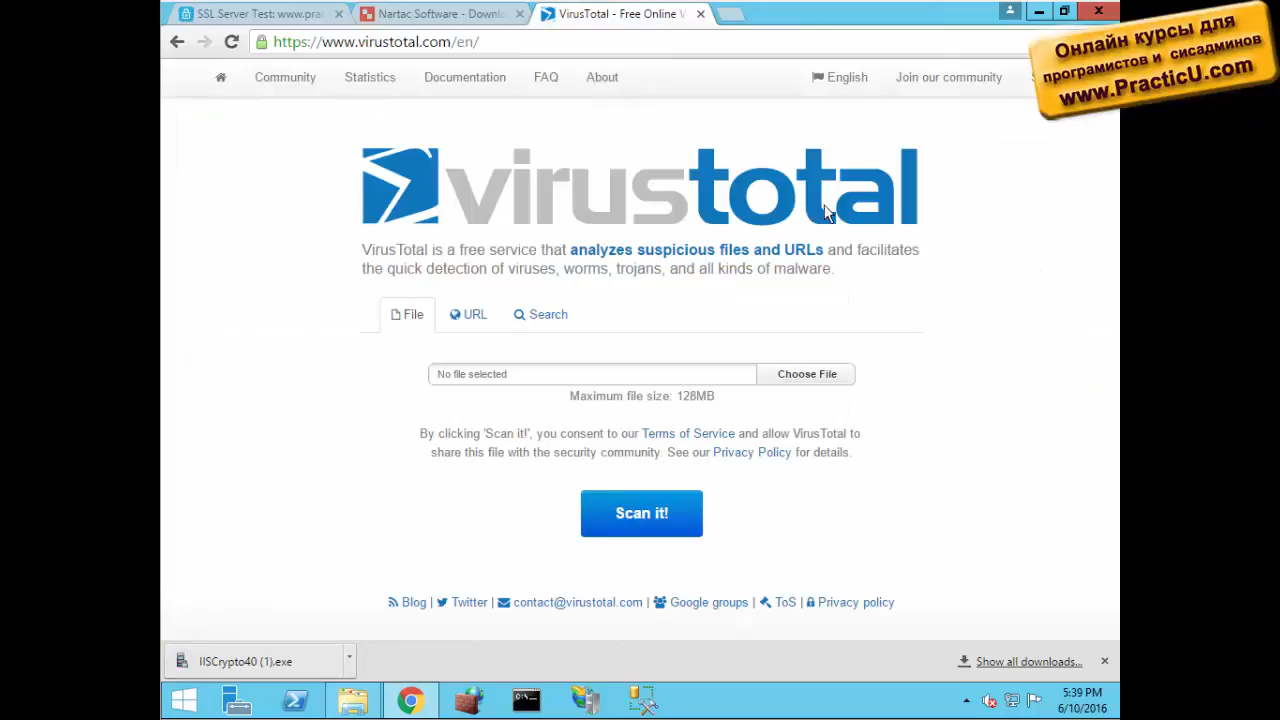 SSL Server Test: www.prac
Nartac Software - Downlo
VirusTotal - Free Online V
https://www.virustotal.com/en/
Онлайн курсы для
програмистов и сисадминов
www.PracticU.com
Community
Statistics
Documentation
FAQ
About
English
Join our community
virustotal
VirusTotal is a free service that analyzes suspicious files and URLs and facilitates
the quick detection of viruses, worms, trojans, and all kinds of malware.
File
URL
Search
No file selected
Choose File
Maximum file size: 128MB
By clicking 'Scan it!', you consent to our Terms of Service and allow VirusTotal to
share this file with the security community. See our Privacy Policy for details.
Scan it!
Blog | Twitter | contact@virustotal.com | Google groups | ToS | Privacy policy
IISCrypto40 (1).exe
Show all downloads...
5:39 PM
6/10/2016